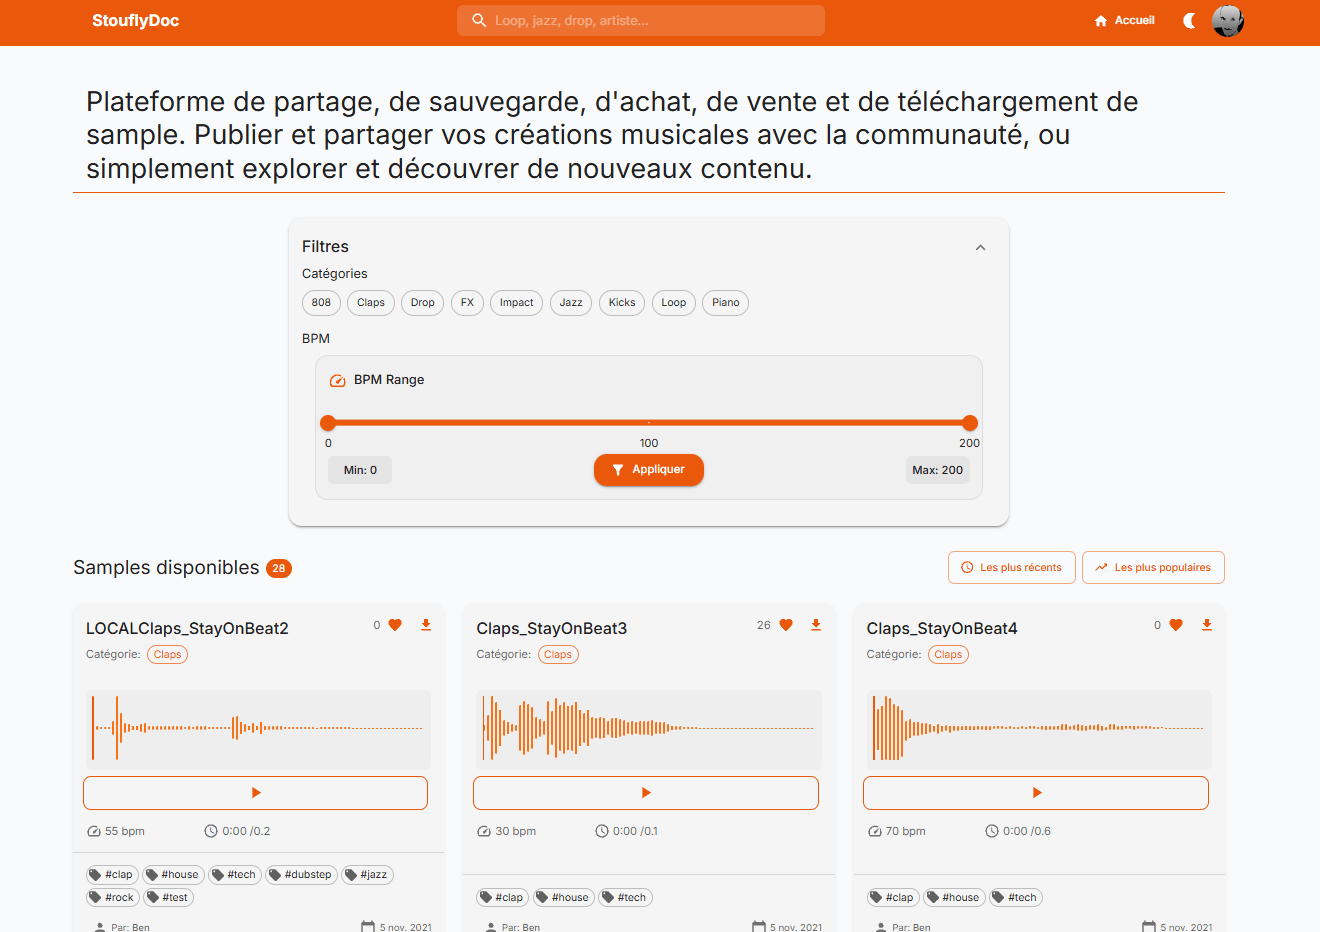 StouflyDoc
Loop, jazz, drop, artiste...
Accueil
Plateforme de partage, de sauvegarde, d'achat, de vente et de téléchargement de
sample. Publier et partager vos créations musicales avec la communauté, ou
simplement explorer et découvrer de nouveaux contenu.
Filtres
Catégories
808 Claps Drop FX Impact Jazz Kicks Loop Piano
BPM
BPM Range
0 100 200
Min: 0 Appliquer Max: 200
Samples disponibles 28
Les plus récents Les plus populaires
LOCALClaps_StayOnBeat2 0
Catégorie: Claps
55 bpm 0:00 /0.2
#clap #house #tech #dubstep #jazz
#rock #test
Par: Ben 5 nov. 2021
Claps_StayOnBeat3 26
Catégorie: Claps
30 bpm 0:00 /0.1
#clap #house #tech
Par: Ben 5 nov. 2021
Claps_StayOnBeat4 0
Catégorie: Claps
70 bpm 0:00 /0.6
#clap #house #tech
Par: Ben 5 nov. 2021